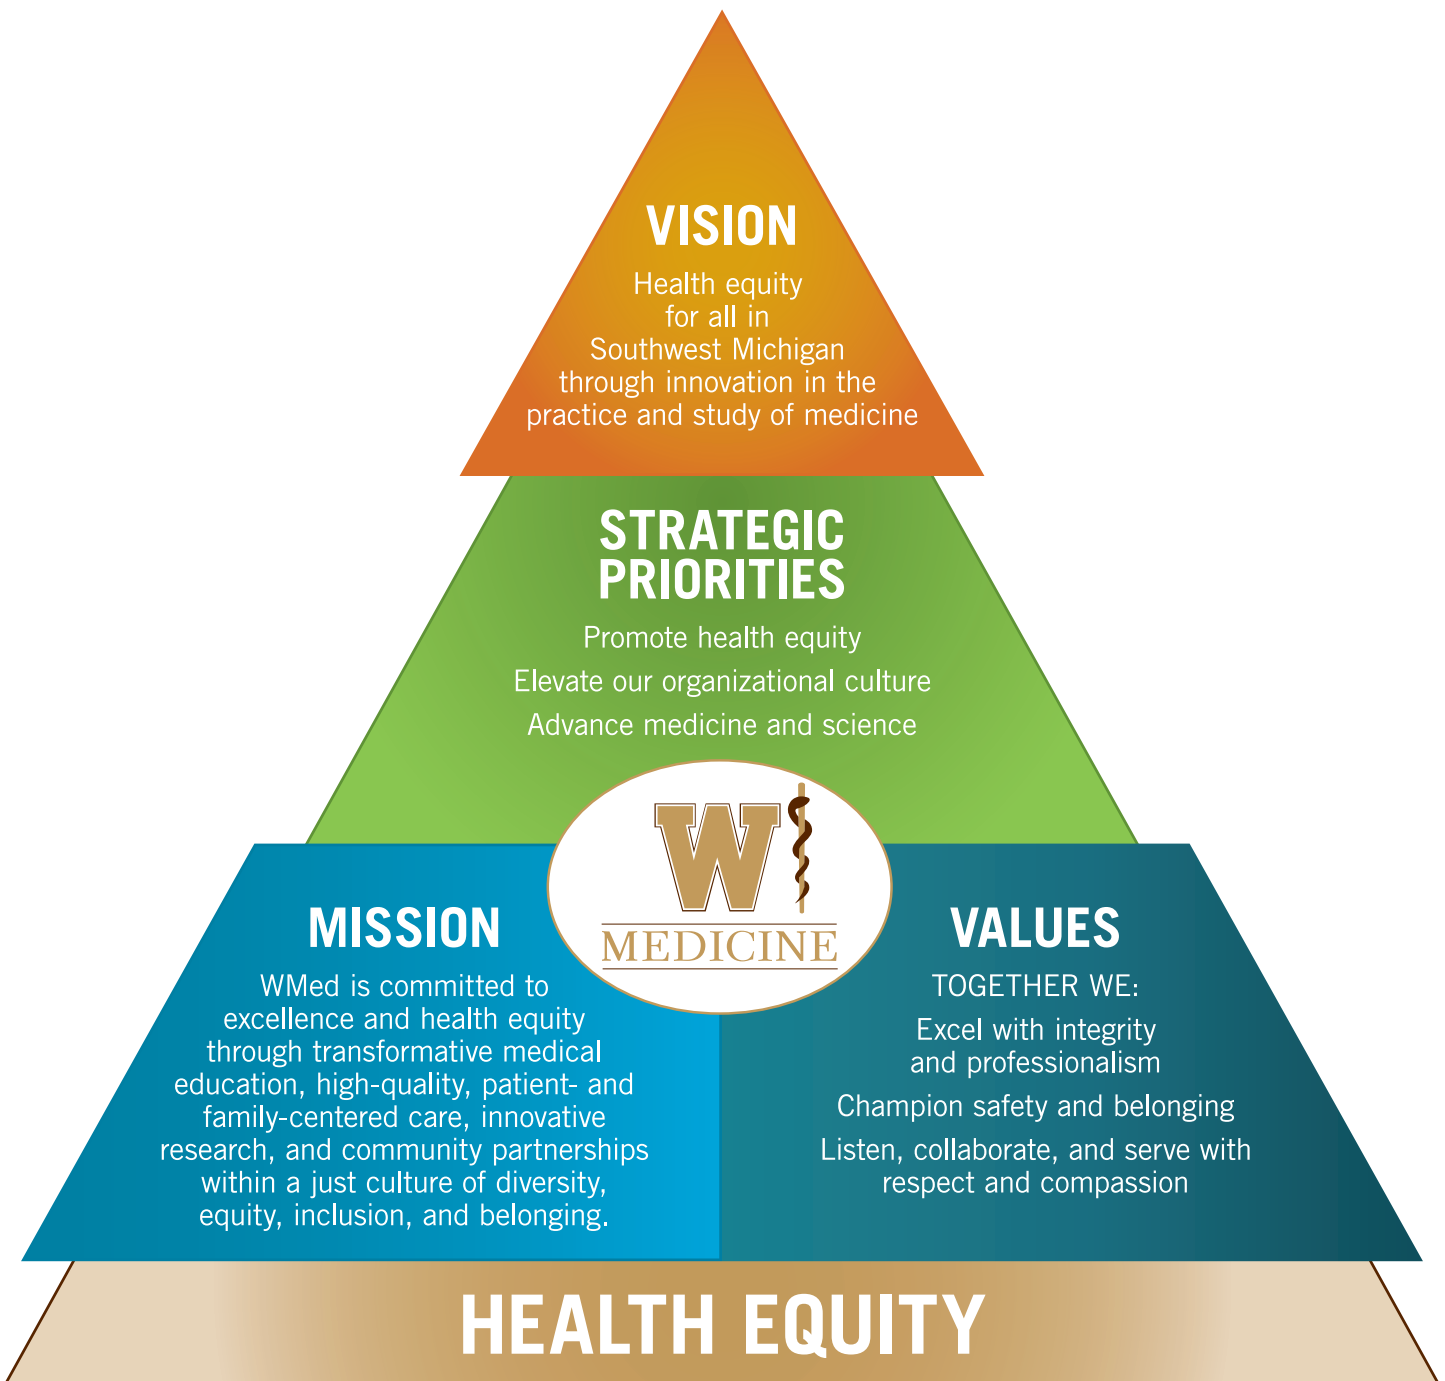 VISION
Health equity
for all in
Southwest Michigan
through innovation in the
practice and study of medicine
STRATEGIC
PRIORITIES
Promote health equity
Elevate our organizational culture
Advance medicine and science
W
MEDICINE
MISSION
WMed is committed to
excellence and health equity
through transformative medical
education, high-quality, patient- and
family-centered care, innovative
research, and community partnerships
within a just culture of diversity,
equity, inclusion, and belonging.
VALUES
TOGETHER WE:
Excel with integrity
and professionalism
Champion safety and belonging
Listen, collaborate, and serve with
respect and compassion
HEALTH EQUITY